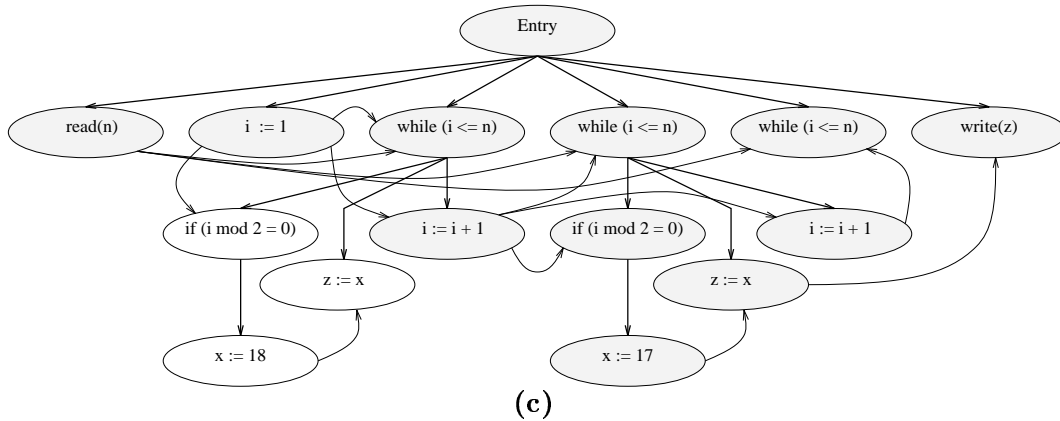 Entry
read(n)
i := 1
while (i <= n)
while (i <= n)
while (i <= n)
write(z)
if (i mod 2 = 0)
i := i + 1
if (i mod 2 = 0)
i := i + 1
z := x
z := x
x := 18
x := 17
(c)